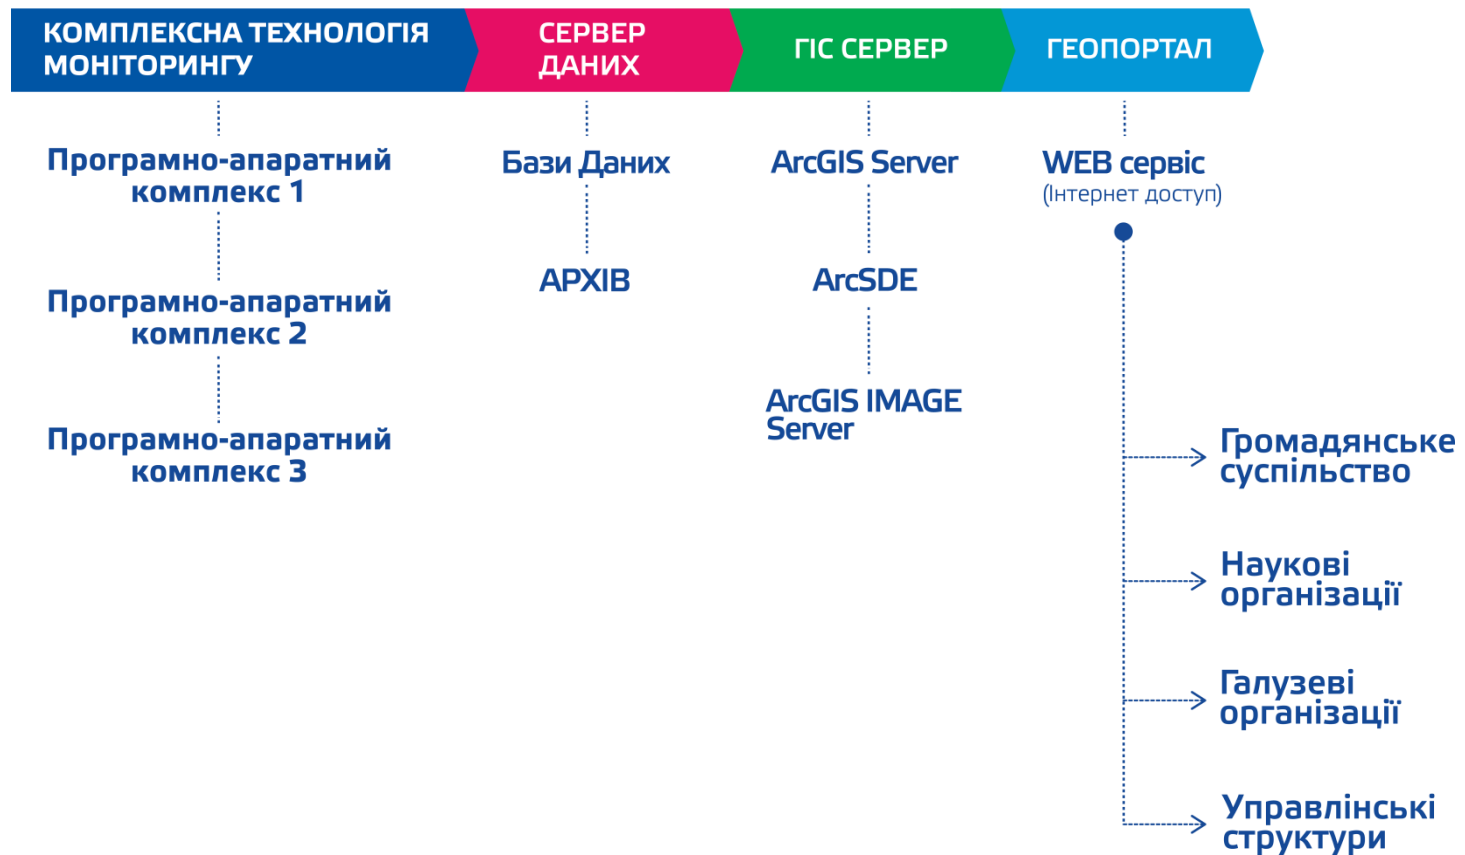 КОМПЛЕКСНА ТЕХНОЛОГІЯ
МОНІТОРИНГУ
СЕРВЕР
ДАНИХ
ГІС СЕРВЕР
ГЕОПОРТАЛ
Програмно-апаратний
комплекс 1
Програмно-апаратний
комплекс 2
Програмно-апаратний
комплекс 3
Бази Даних
АРХІВ
ArcGIS Server
ArcSDE
ArcGIS IMAGE
Server
WEB сервіс
(Інтернет доступ)
Громадянське
суспільство
Наукові
організації
Галузеві
організації
Управлінські
структури